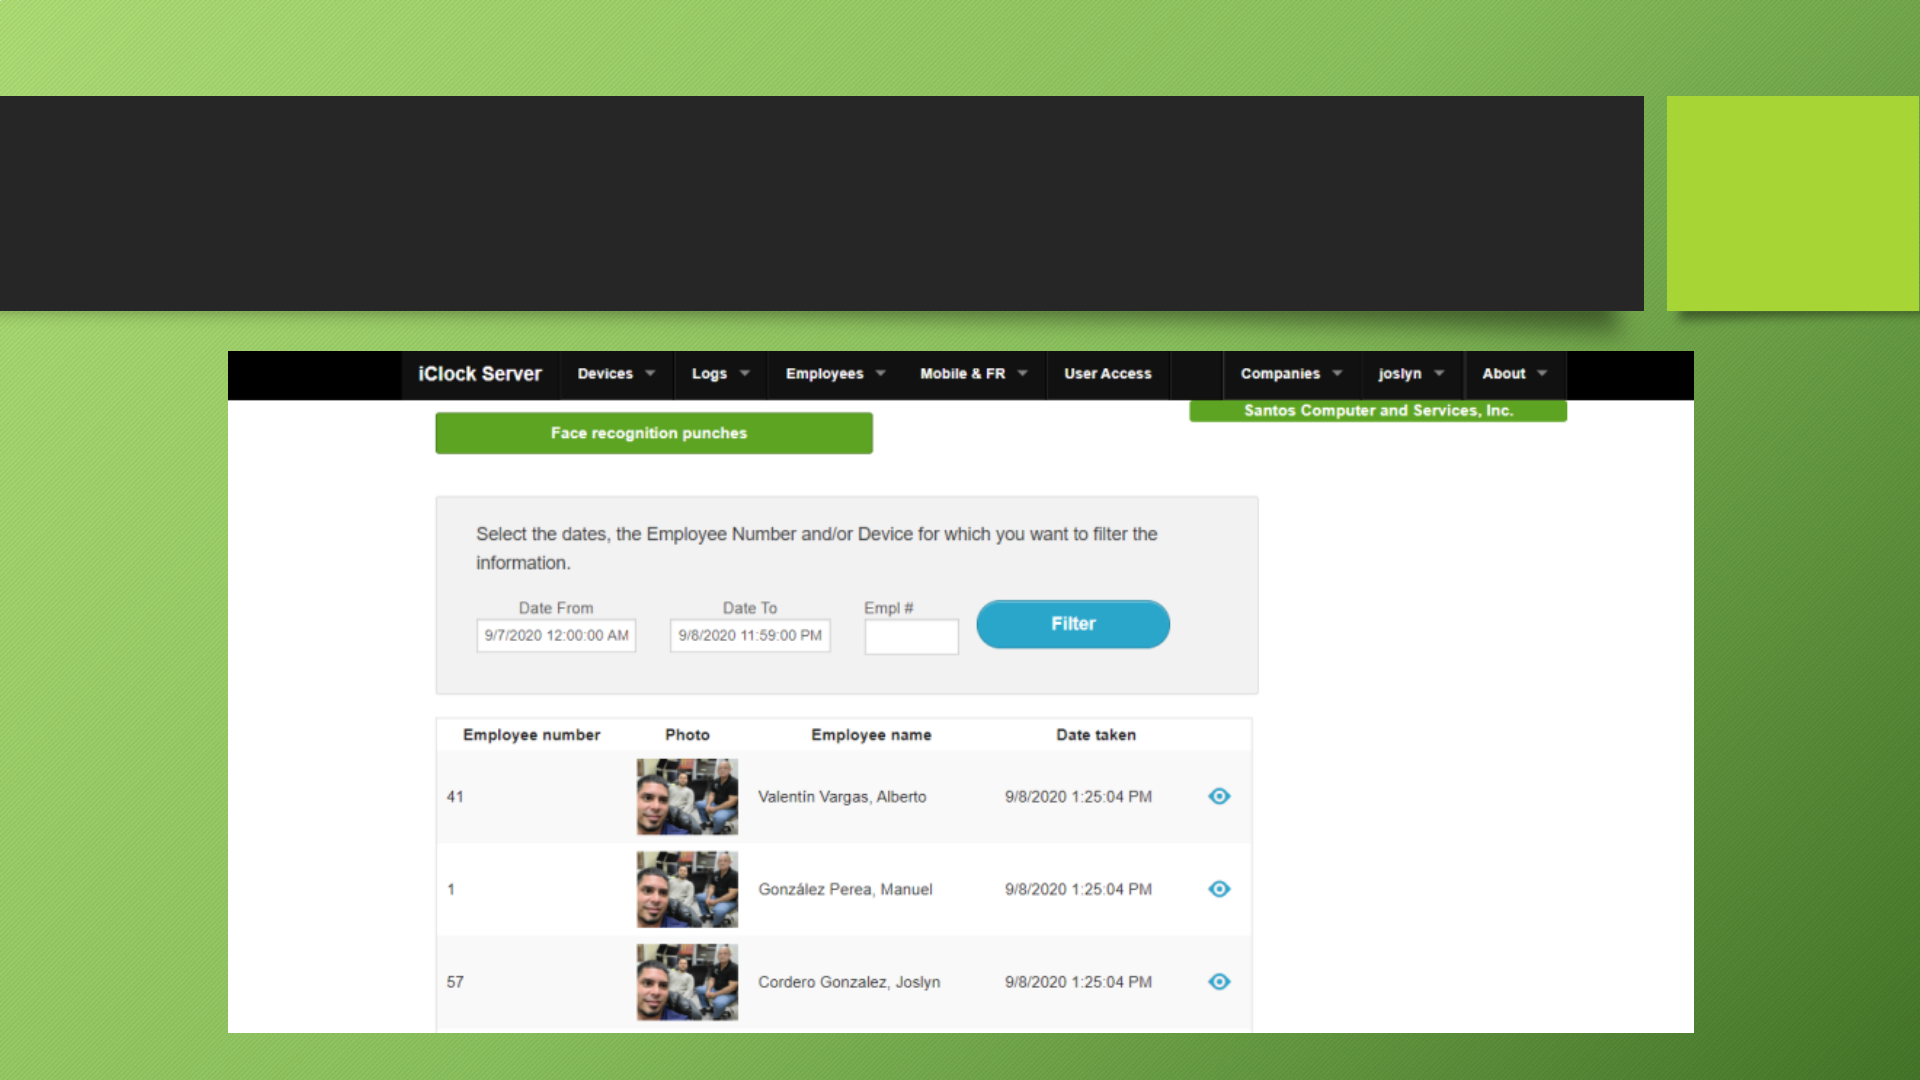 iClock Server Devices Logs Employees Mobile & FR User Access Companies joslyn About
Santos Computer and Services, Inc.
Face recognition punches
Select the dates, the Employee Number and/or Device for which you want to filter the
information.
Date From Date To Empl #
9/7/2020 12:00:00 AM 9/8/2020 11:59:00 PM Filter
Employee number Photo Employee name Date taken
41 Valentín Vargas, Alberto 9/8/2020 1:25:04 PM
1 González Perea, Manuel 9/8/2020 1:25:04 PM
57 Cordero Gonzalez, Joslyn 9/8/2020 1:25:04 PM